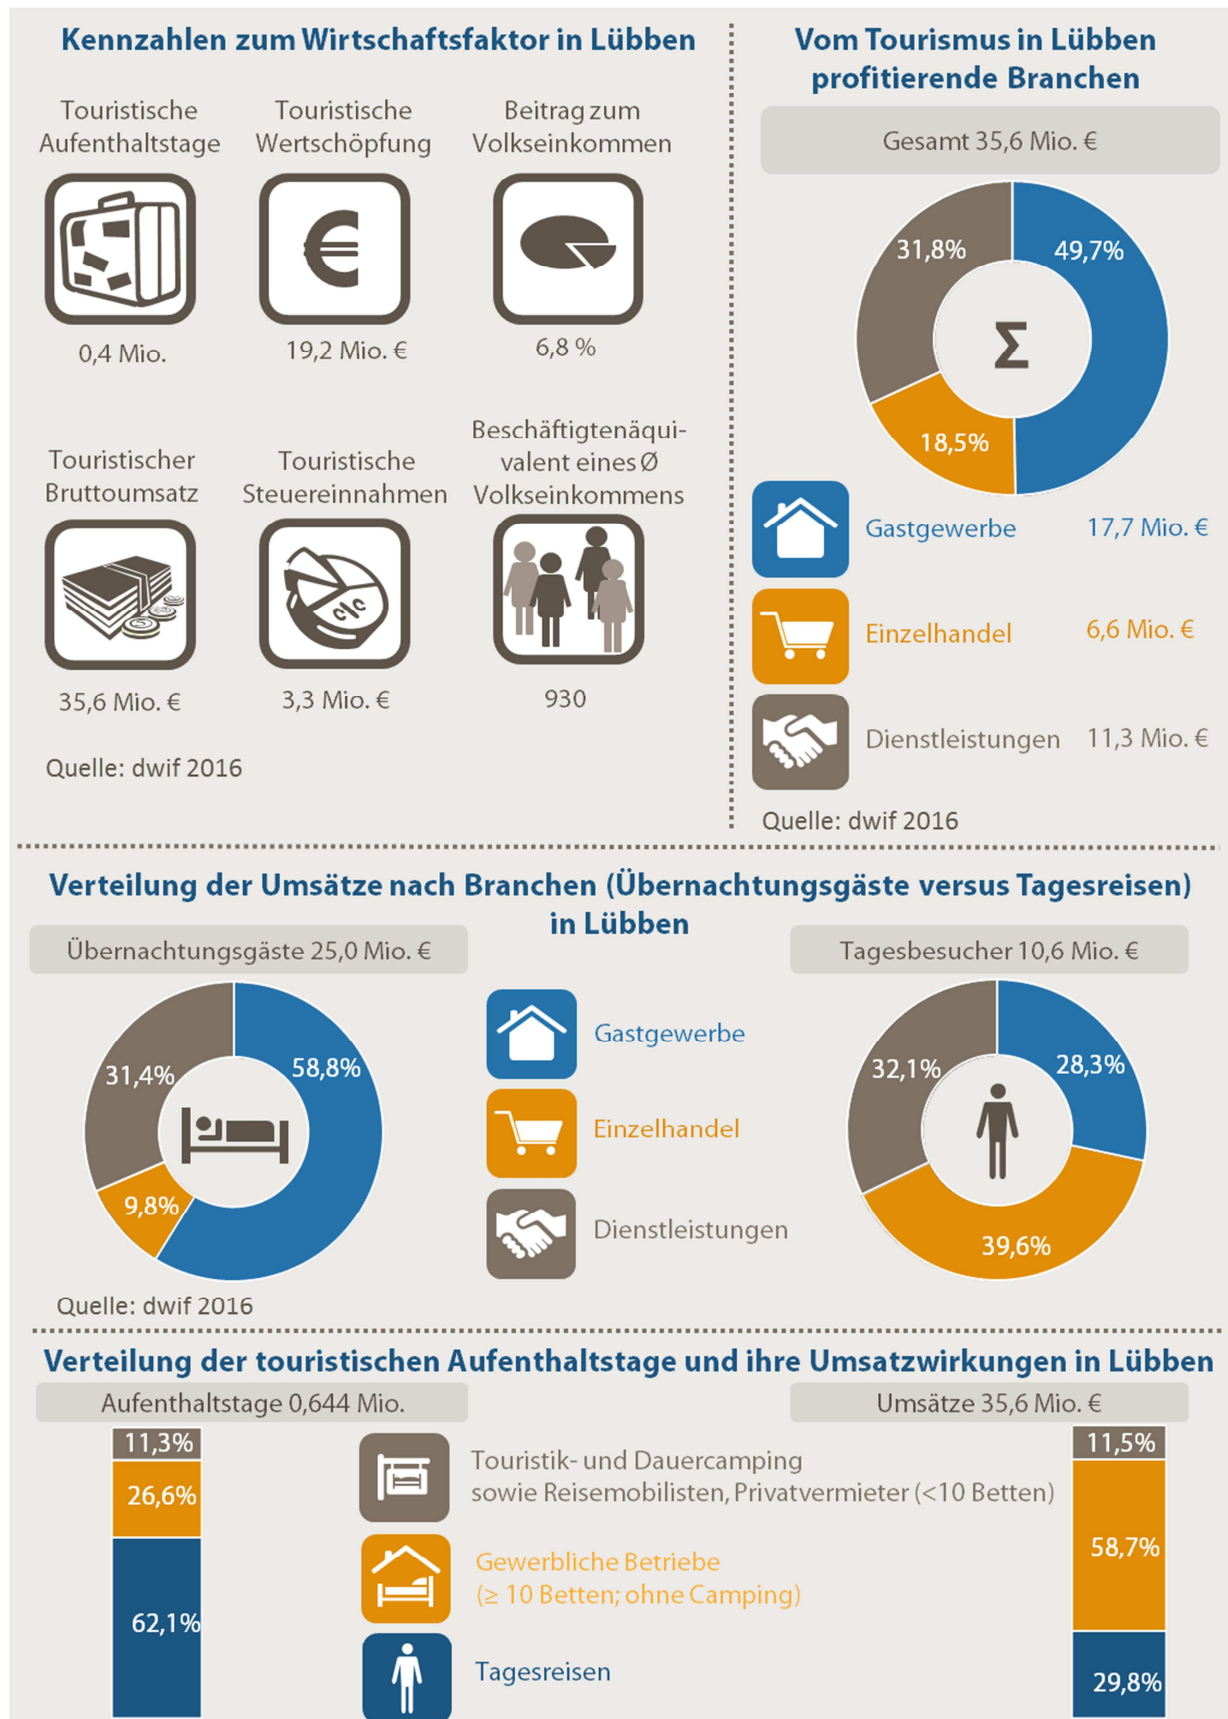 Kennzahlen zum Wirtschaftsfaktor in Lübben
Touristische
Aufenthaltstage
0,4 Mio.
Touristische
Wertschöpfung
€
19,2 Mio. €
Beitrag zum
Volkseinkommen
6,8 %
Touristischer
Bruttoumsatz
35,6 Mio. €
Touristische
Steuereinnahmen
3,3 Mio. €
Beschäftigtenäqui-
valent eines Ø
Volkseinkommens
930
Quelle: dwif 2016
Vom Tourismus in Lübben
profitierende Branchen
Gesamt 35,6 Mio. €
31,8%
49,7%
Σ
18,5%
Gastgewerbe 17,7 Mio. €
Einzelhandel 6,6 Mio. €
Dienstleistungen 11,3 Mio. €
Quelle: dwif 2016
Verteilung der Umsätze nach Branchen (Übernachtungsgäste versus Tagesreisen)
in Lübben
Übernachtungsgäste 25,0 Mio. €
31,4%
58,8%
9,8%
Gastgewerbe
Einzelhandel
Dienstleistungen
Tagesbesucher 10,6 Mio. €
32,1%
28,3%
39,6%
Quelle: dwif 2016
Verteilung der touristischen Aufenthaltstage und ihre Umsatzwirkungen in Lübben
Aufenthaltstage 0,644 Mio.
11,3%
26,6%
62,1%
Touristik- und Dauercamping
sowie Reisemobilisten, Privatvermieter (<10 Betten)
Gewerbliche Betriebe
(≥ 10 Betten; ohne Camping)
Tagesreisen
Umsätze 35,6 Mio. €
11,5%
58,7%
29,8%